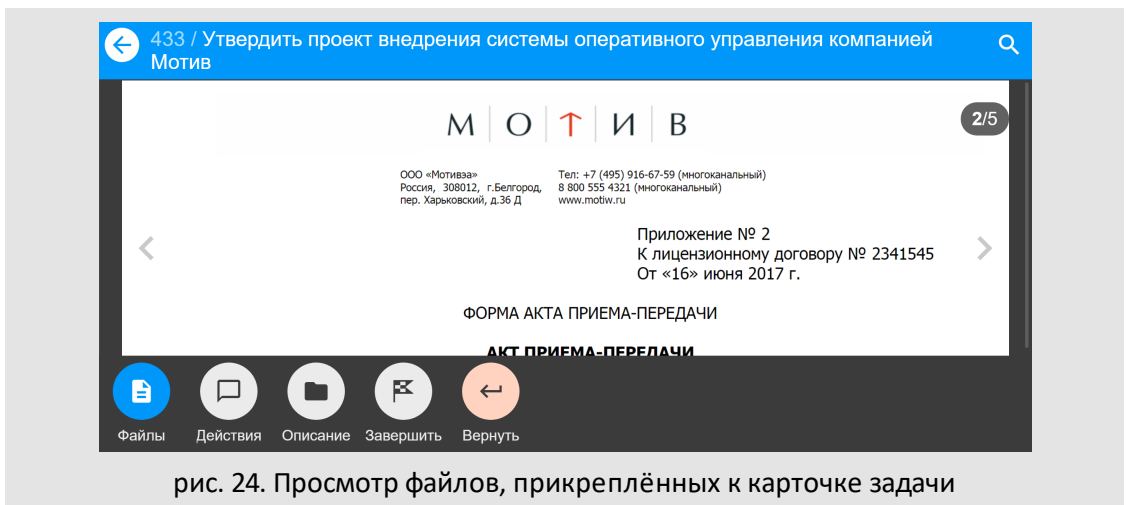 433 / Утвердить проект внедрения системы оперативного управления компанией
Мотив
М О Т И В
2/5
ООО «Мотивэа»
Россия, 308012, г.Белгород,
пер. Харьковский, д.36 Д
Тел: +7 (495) 916-67-59 (многоканальный)
8 800 555 4321 (многоканальный)
www.motiw.ru
Приложение № 2
К лицензионному договору № 2341545
От «16» июня 2017 г.
ФОРМА АКТА ПРИЕМА-ПЕРЕДАЧИ
АКТ ПРИЕМА-ПЕРЕДАЧИ
Файлы Действия Описание Завершить Вернуть
рис. 24. Просмотр файлов, прикреплённых к карточке задачи